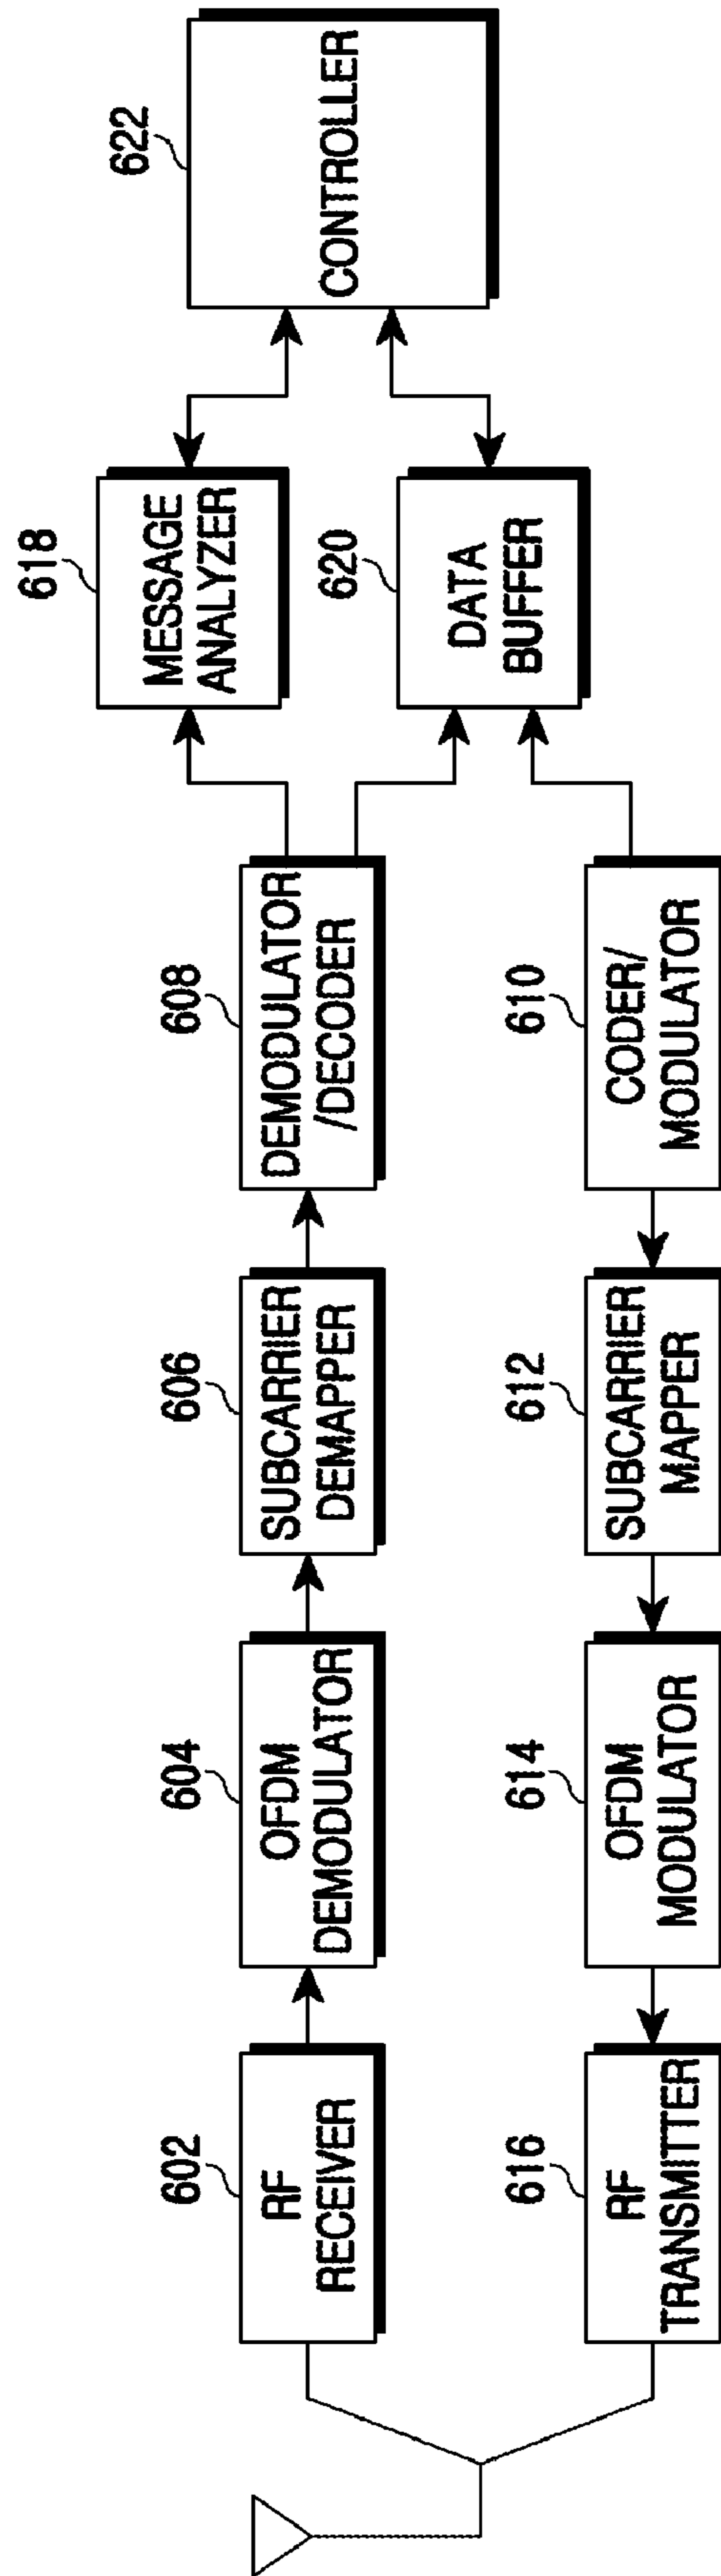 602
RF
RECEIVER
604
OFDM
DEMODULATOR
606
SUBCARRIER
DEMAPPER
608
DEMODULATOR
/DECODER
618
MESSAGE
ANALYZER
620
DATA
BUFFER
622
CONTROLLER
616
RF
TRANSMITTER
614
OFDM
MODULATOR
612
SUBCARRIER
MAPPER
610
CODER/
MODULATOR